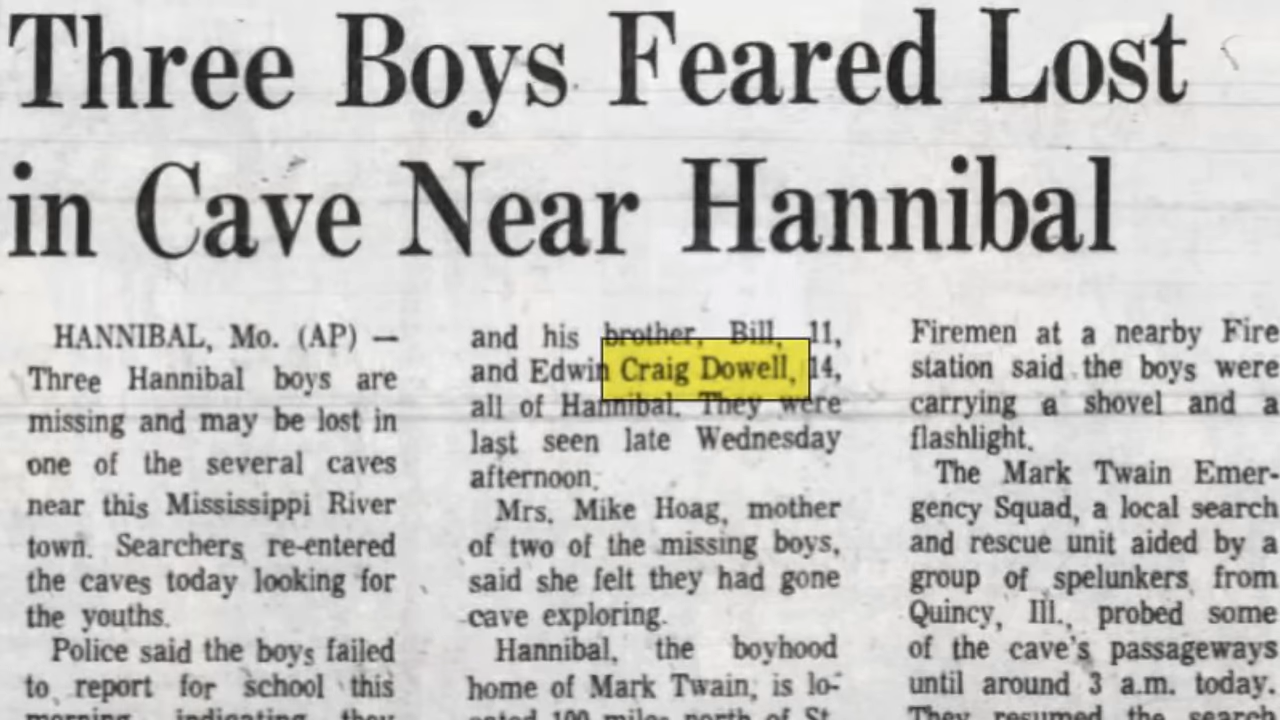 Three Boys Feared Lost
in Cave Near Hannibal
HANNIBAL, Mo. (AP) —
Three Hannibal boys are
missing and may be lost in
one of the several caves
near this Mississippi River
town. Searchers re-entered
the caves today looking for
the youths.
Police said the boys failed
to report for school this
morning, indicating they
and his brother, Bill, 11,
and Edwin Craig Dowell, 14,
all of Hannibal. They were
last seen late Wednesday
afternoon.
Mrs. Mike Hoag, mother
of two of the missing boys,
said she felt they had gone
cave exploring.
Hannibal, the boyhood
home of Mark Twain, is lo-
cated 100 miles north of St.
Firemen at a nearby Fire
station said the boys were
carrying a shovel and a
flashlight.
The Mark Twain Emer-
gency Squad, a local search
and rescue unit aided by a
group of spelunkers from
Quincy, Ill., probed some
of the cave's passageways
until around 3 a.m. today.
They resumed the search